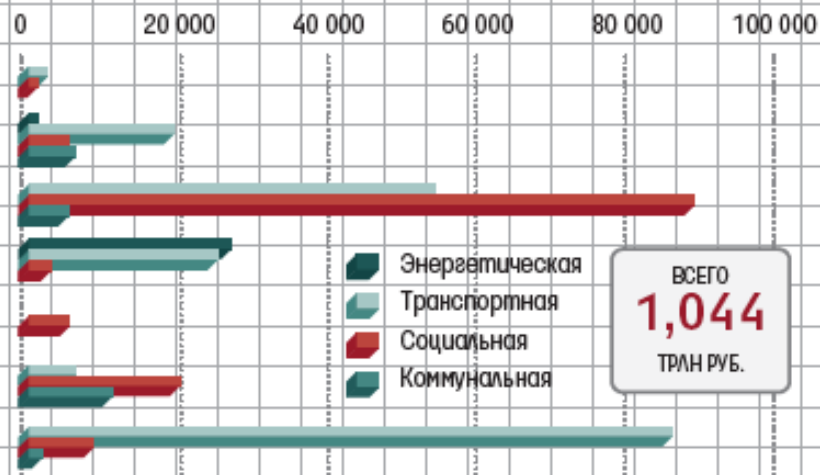 0 20 000 40 000 60 000 80 000 100 000
Энергетическая
Транспортная
Социальная
Коммунальная
ВСЕГО
1,044
ТРЛН РУБ.